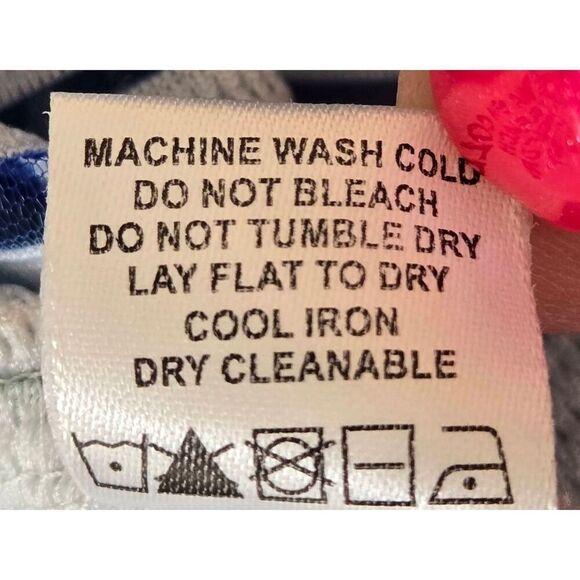 MACHINE WASH COLD
DO NOT BLEACH
DO NOT TUMBLE DRY
LAY FLAT TO DRY
COOL IRON
DRY CLEANABLE